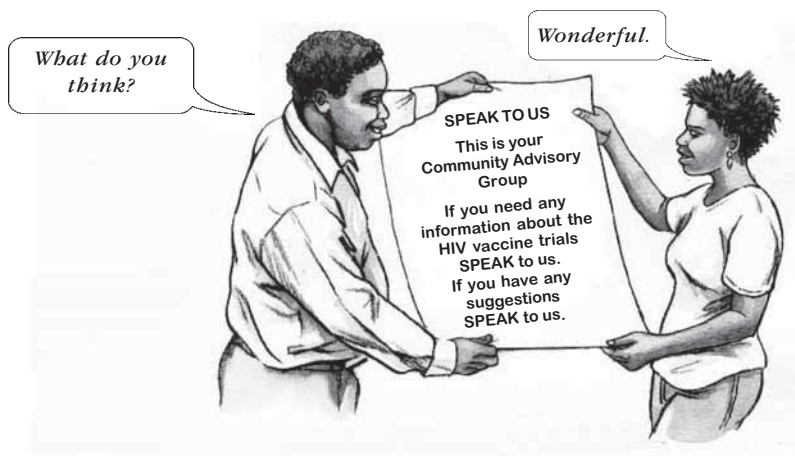 What do you
think?
Wonderful.
SPEAK TO US
This is your
Community Advisory
Group
If you need any
information about the
HIV vaccine trials
SPEAK to us.
If you have any
suggestions
SPEAK to us.